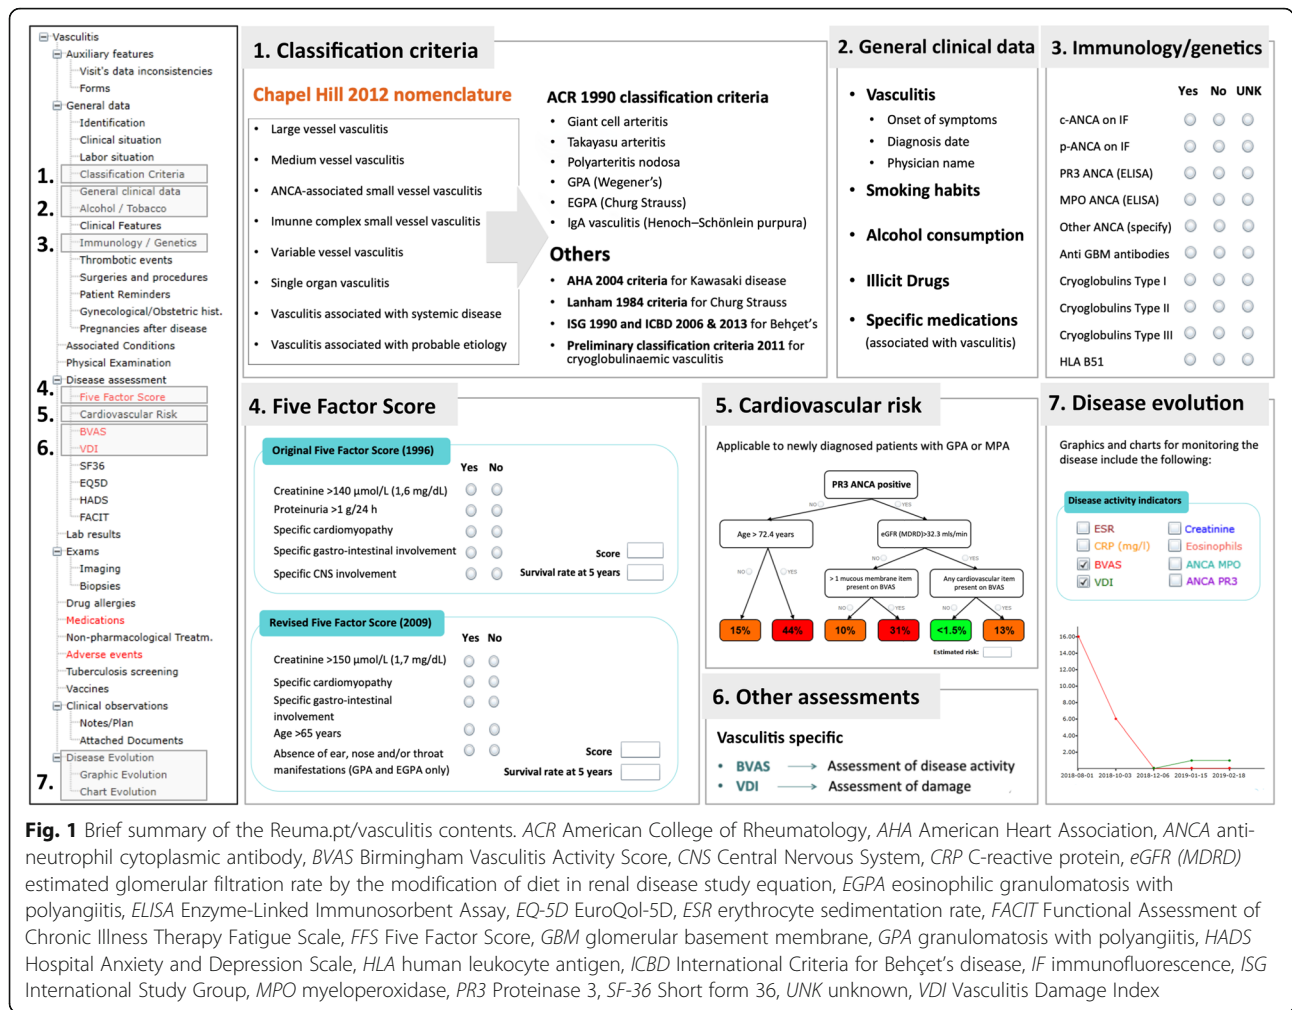 Vasculitis
Auxiliary features
Visit's data inconsistencies
Forms
General data
Identification
Clinical situation
Labor situation
1. Classification Criteria
General clinical data
2. Alcohol / Tobacco
Clinical Features
3. Immunology / Genetics
Thrombotic events
Surgeries and procedures
Patient Reminders
Gynecological/Obstetric hist.
Pregnancies after disease
Associated Conditions
Physical Examination
Disease assessment
4. Five Factor Score
5. Cardiovascular Risk
BVAS
6. VDI
SF36
EQ5D
HADS
FACIT
Lab results
Exams
Imaging
Biopsies
Drug allergies
Medications
Non-pharmacological Treatm.
Adverse events
Tuberculosis screening
Vaccines
Clinical observations
Notes/Plan
Attached Documents
Disease Evolution
Graphic Evolution
7. Chart Evolution
1. Classification criteria
Chapel Hill 2012 nomenclature
• Large vessel vasculitis
• Medium vessel vasculitis
• ANCA-associated small vessel vasculitis
• Imunne complex small vessel vasculitis
• Variable vessel vasculitis
• Single organ vasculitis
• Vasculitis associated with systemic disease
• Vasculitis associated with probable etiology
ACR 1990 classification criteria
• Giant cell arteritis
• Takayasu arteritis
• Polyarteritis nodosa
• GPA (Wegener's)
• EGPA (Churg Strauss)
• IgA vasculitis (Henoch–Schönlein purpura)
Others
• AHA 2004 criteria for Kawasaki disease
• Lanham 1984 criteria for Churg Strauss
• ISG 1990 and ICBD 2006 & 2013 for Behçet's
• Preliminary classification criteria 2011 for
cryoglobulinaemic vasculitis
2. General clinical data
• Vasculitis
• Onset of symptoms
• Diagnosis date
• Physician name
• Smoking habits
• Alcohol consumption
• Illicit Drugs
• Specific medications
(associated with vasculitis)
3. Immunology/genetics
Yes No UNK
c-ANCA on IF
p-ANCA on IF
PR3 ANCA (ELISA)
MPO ANCA (ELISA)
Other ANCA (specify)
Anti GBM antibodies
Cryoglobulins Type I
Cryoglobulins Type II
Cryoglobulins Type III
HLA B51
4. Five Factor Score
Original Five Factor Score (1996)
Yes No
Creatinine >140 µmol/L (1,6 mg/dL)
Proteinuria >1 g/24 h
Specific cardiomyopathy
Specific gastro-intestinal involvement
Specific CNS involvement
Score
Survival rate at 5 years
Revised Five Factor Score (2009)
Yes No
Creatinine >150 µmol/L (1,7 mg/dL)
Specific cardiomyopathy
Specific gastro-intestinal
involvement
Age >65 years
Absence of ear, nose and/or throat
manifestations (GPA and EGPA only)
Score
Survival rate at 5 years
5. Cardiovascular risk
Applicable to newly diagnosed patients with GPA or MPA
PR3 ANCA positive
NO YES
Age > 72.4 years
eGFR (MDRD)>32.3 mls/min
NO YES
NO YES
> 1 mucous membrane item
present on BVAS
Any cardiovascular item
present on BVAS
NO YES
NO YES
15% 44% 10% 31% <1.5% 13%
Estimated risk:
6. Other assessments
Vasculitis specific
• BVAS Assessment of disease activity
• VDI Assessment of damage
7. Disease evolution
Graphics and charts for monitoring the
disease include the following:
Disease activity indicators
ESR Creatinine
CRP (mg/l) Eosinophils
BVAS ANCA MPO
VDI ANCA PR3
16.00
14.00
12.00
10.00
8.00
6.00
4.00
2.00
2018-08-01 2018-10-03 2018-12-06 2019-01-15 2019-02-18
Fig. 1 Brief summary of the Reuma.pt/vasculitis contents. ACR American College of Rheumatology, AHA American Heart Association, ANCA anti-
neutrophil cytoplasmic antibody, BVAS Birmingham Vasculitis Activity Score, CNS Central Nervous System, CRP C-reactive protein, eGFR (MDRD)
estimated glomerular filtration rate by the modification of diet in renal disease study equation, EGPA eosinophilic granulomatosis with
polyangiitis, ELISA Enzyme-Linked Immunosorbent Assay, EQ-5D EuroQol-5D, ESR erythrocyte sedimentation rate, FACIT Functional Assessment of
Chronic Illness Therapy Fatigue Scale, FFS Five Factor Score, GBM glomerular basement membrane, GPA granulomatosis with polyangiitis, HADS
Hospital Anxiety and Depression Scale, HLA human leukocyte antigen, ICBD International Criteria for Behçet's disease, IF immunofluorescence, ISG
International Study Group, MPO myeloperoxidase, PR3 Proteinase 3, SF-36 Short form 36, UNK unknown, VDI Vasculitis Damage Index